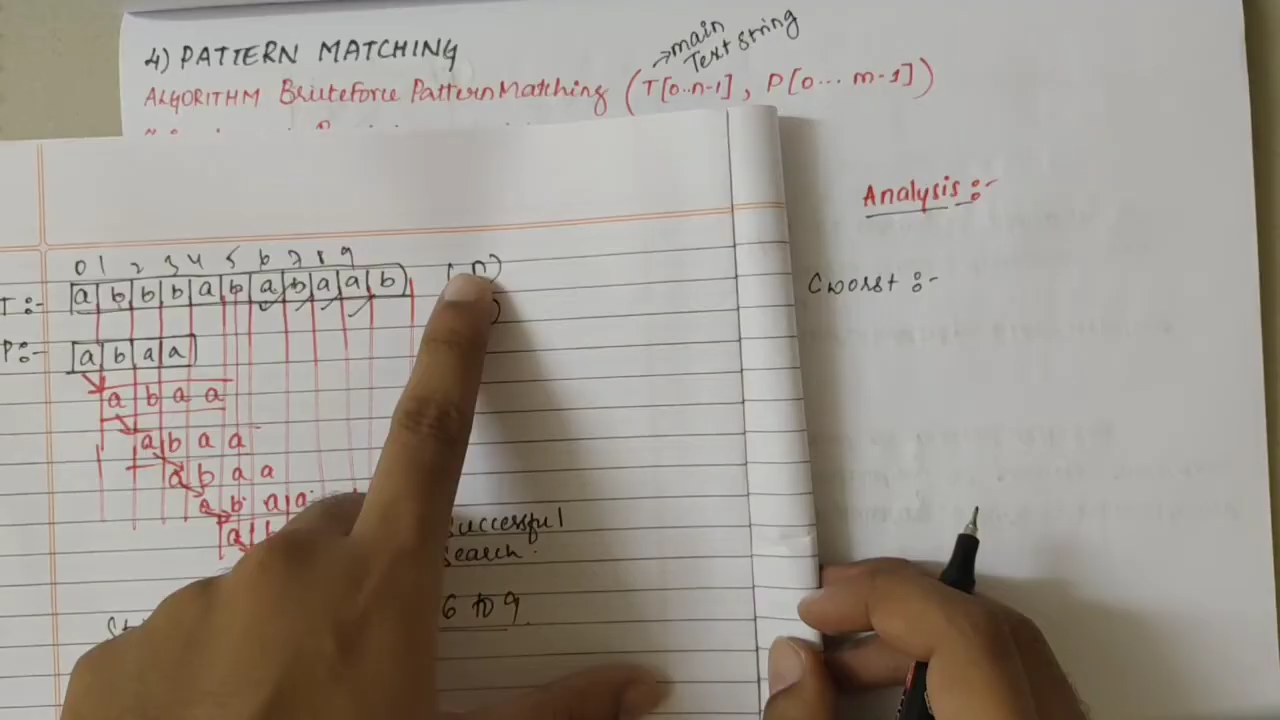 4) PATTERN MATCHING
→main
Text string
ALGORITHM Bruteforce PatternMatching (T[0..n-1], P[0... m-1])
Analysis :-
0 1 2 3 4 5 6 7 8 9
T :- a b b b a b a b a a b (n)
Cworst :-
P :- a b a a
a b a a
a b a a
a b a a
a b a a
a b
Successful
search.
6 to 9